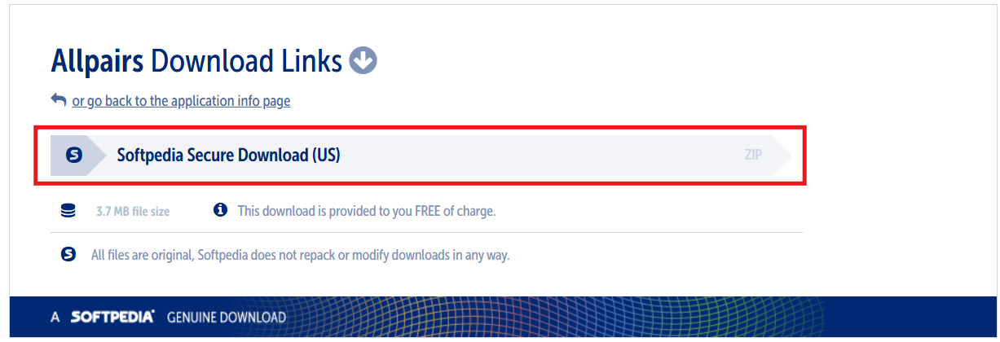 Allpairs Download Links
or go back to the application info page
Softpedia Secure Download (US) ZIP
3.7 MB file size This download is provided to you FREE of charge.
All files are original, Softpedia does not repack or modify downloads in any way.
A SOFTPEDIA® GENUINE DOWNLOAD